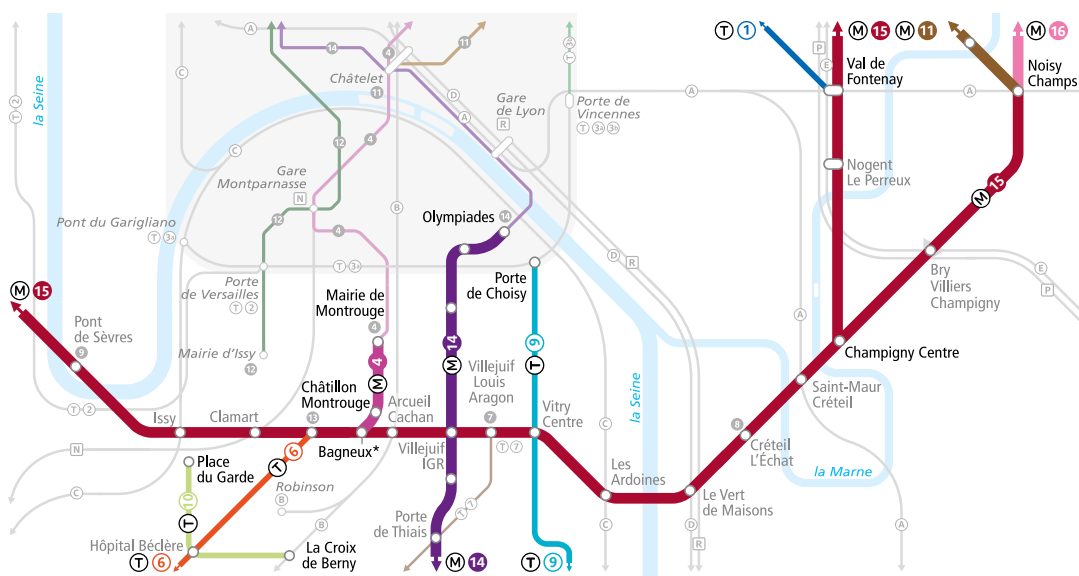 A
T 1
M 15 M 11
M 16
14
4
11
Val de
Fontenay
Noisy
Champs
P
E
Châtelet
11
C
D
A
Gare
de Lyon
R
Porte de
Vincennes
T 3a 3b
A
T
A
A
T 2
la Seine
12
4
C
Gare
Montparnasse
N
B
Nogent
Le Perreux
M 15
Pont du Garigliano
T 3a
12
4
Olympiades
14
D
R
T 3a
Porte
de Versailles
T 2
Mairie de
Montrouge
4
Porte
de Choisy
Bry
Villiers
Champigny
E
P
M 15
Pont
de Sèvres
9
Mairie d'Issy
12
A
Champigny Centre
14
M
9
T
4
M
Villejuif
Louis
Aragon
7
Châtillon
Montrouge
13
Arcueil
Cachan
Saint-Maur
Créteil
la Seine
T 2
Issy
Clamart
Vitry
Centre
C
8
Créteil
L'Échat
N
T 6
Bagneux*
Villejuif
IGR
T 7
la Marne
Place
du Garde
Robinson
B
Les
Ardoines
Le Vert
de Maisons
C
T 10
B
Porte
de Thiais
T 7
C
D
R
A
Hôpital Béclère
La Croix
de Berny
T 6
M 14
T 9